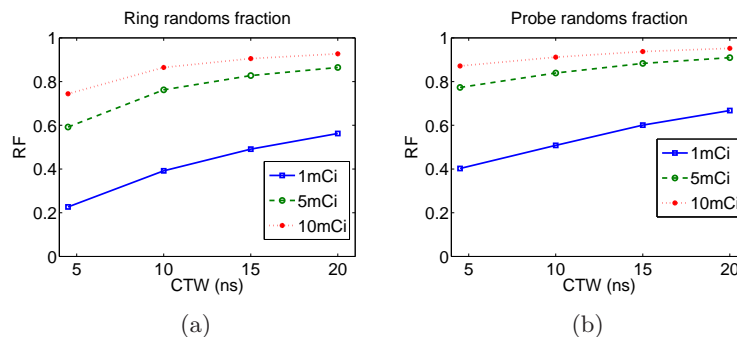 Ring randoms fraction
1
0.8
0.6
0.4
0.2
0
RF
5
10
15
20
CTW (ns)
1mCi
5mCi
10mCi
(a)
Probe randoms fraction
1
0.8
0.6
0.4
0.2
0
RF
5
10
15
20
CTW (ns)
1mCi
5mCi
10mCi
(b)